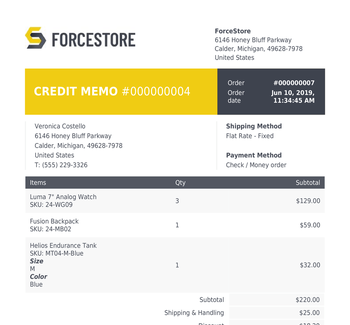 FORCESTORE
ForceStore
6146 Honey Bluff Parkway
Calder, Michigan, 49628-7978
United States
CREDIT MEMO #000000004
Order #000000007
Order date Jun 10, 2019, 11:34:45 AM
Veronica Costello
6146 Honey Bluff Parkway
Calder, Michigan, 49628-7978
United States
T: (555) 229-3326
Shipping Method
Flat Rate - Fixed
Payment Method
Check / Money order
Items Qty Subtotal
Luma 7" Analog Watch
SKU: 24-WG09
3 $129.00
Fusion Backpack
SKU: 24-MB02
1 $59.00
Helios Endurance Tank
SKU: MT04-M-Blue
Size
M
Color
Blue
1 $32.00
Subtotal $220.00
Shipping & Handling $25.00